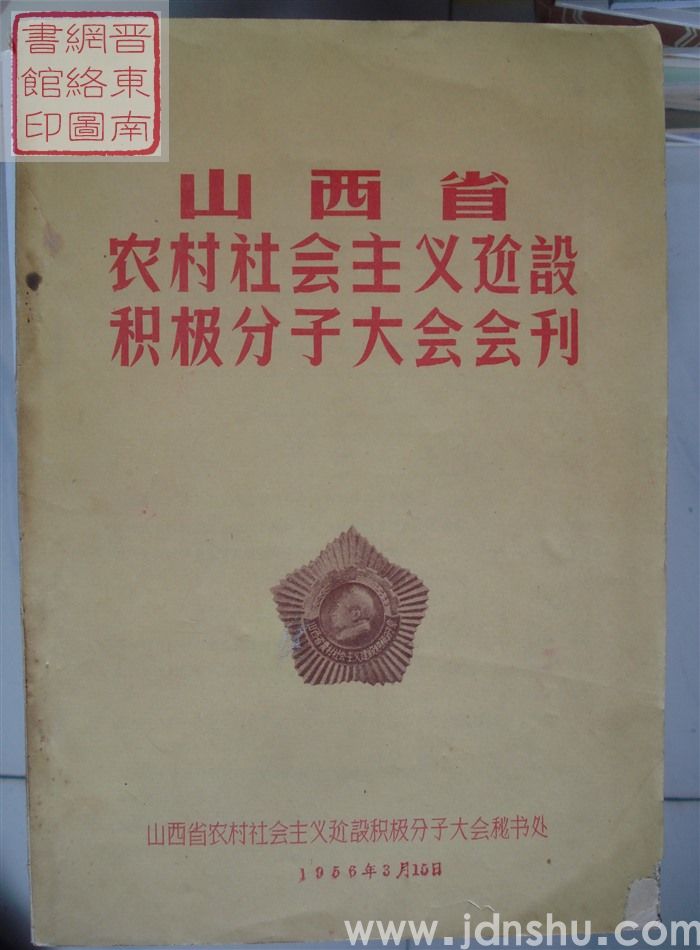 晋東南
網絡圖
書館印
山西省
农村社会主义迠設
积极分子大会会刊
山西省农村社会主义迠設积极分子大会秘书处
1956年3月15日
www.jdnshu.com